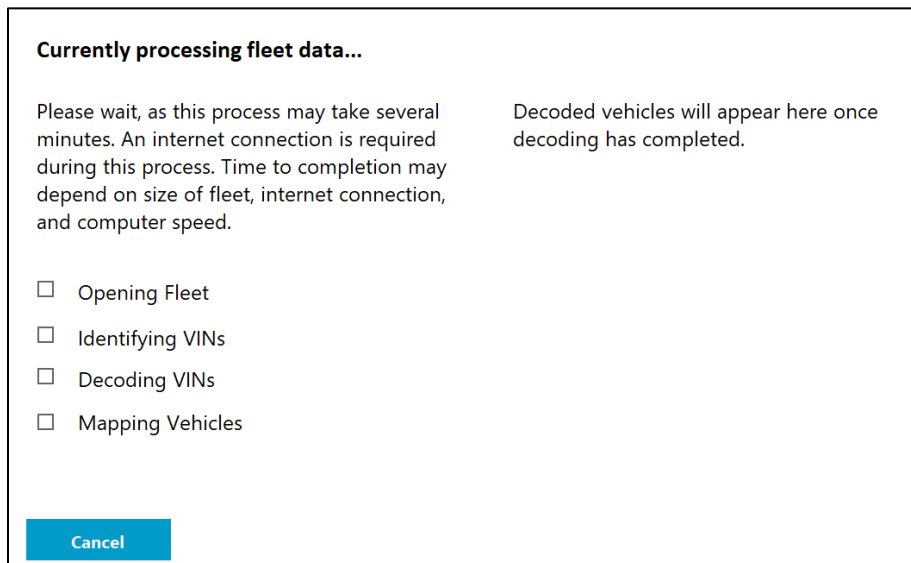 Currently processing fleet data...
Please wait, as this process may take several
minutes. An internet connection is required
during this process. Time to completion may
depend on size of fleet, internet connection,
and computer speed.
Decoded vehicles will appear here once
decoding has completed.
Opening Fleet
Identifying VINs
Decoding VINs
Mapping Vehicles
Cancel